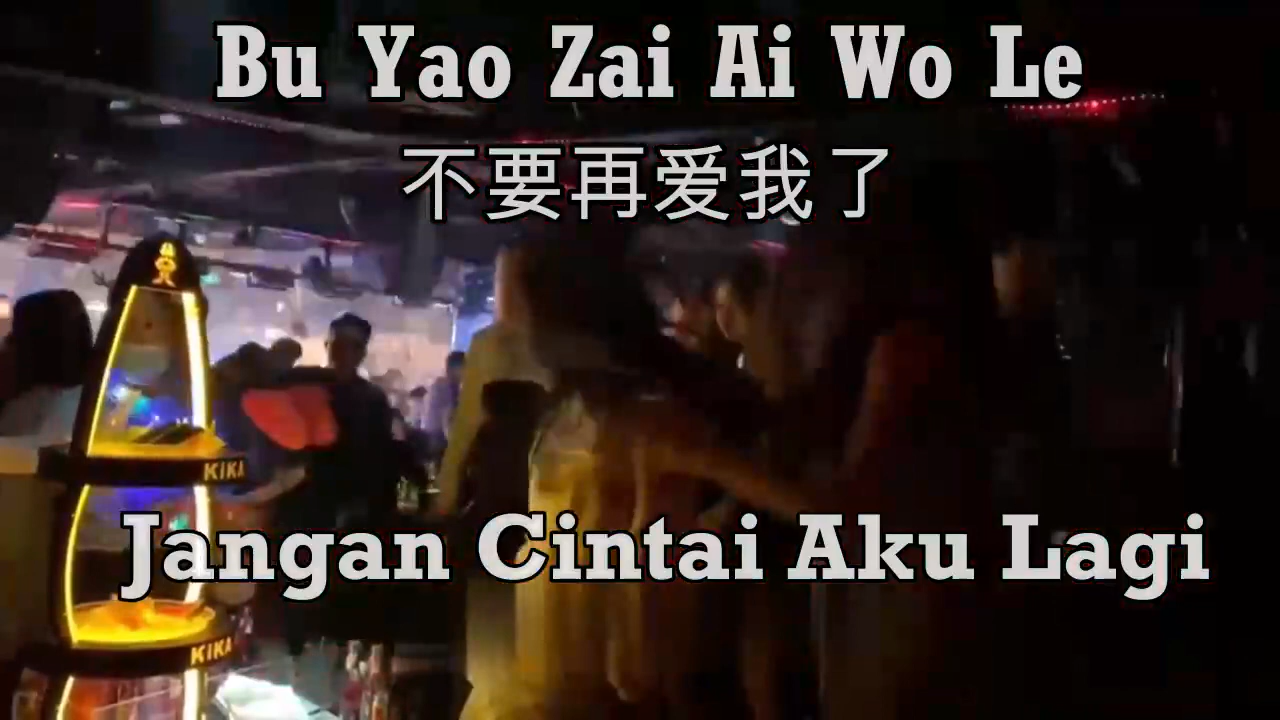 Bu Yao Zai Ai Wo Le
不要再爱我了
KIKA
Jangan Cintai Aku Lagi
KIKA